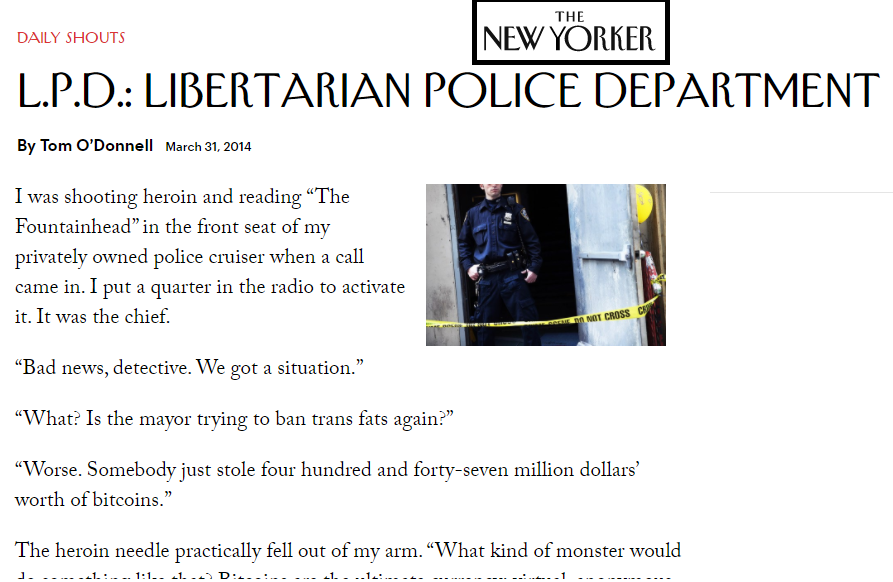 THE
NEW YORKER
DAILY SHOUTS
L.P.D.: LIBERTARIAN POLICE DEPARTMENT
By Tom O’Donnell March 31, 2014
I was shooting heroin and reading “The
Fountainhead” in the front seat of my
privately owned police cruiser when a call
came in. I put a quarter in the radio to activate
it. It was the chief.
DO NOT CROSS
“Bad news, detective. We got a situation.”
“What? Is the mayor trying to ban trans fats again?”
“Worse. Somebody just stole four hundred and forty-seven million dollars’
worth of bitcoins.”
The heroin needle practically fell out of my arm. “What kind of monster would
do something like that? Bitcoins are the ultimate currency: virtual, anonymous,